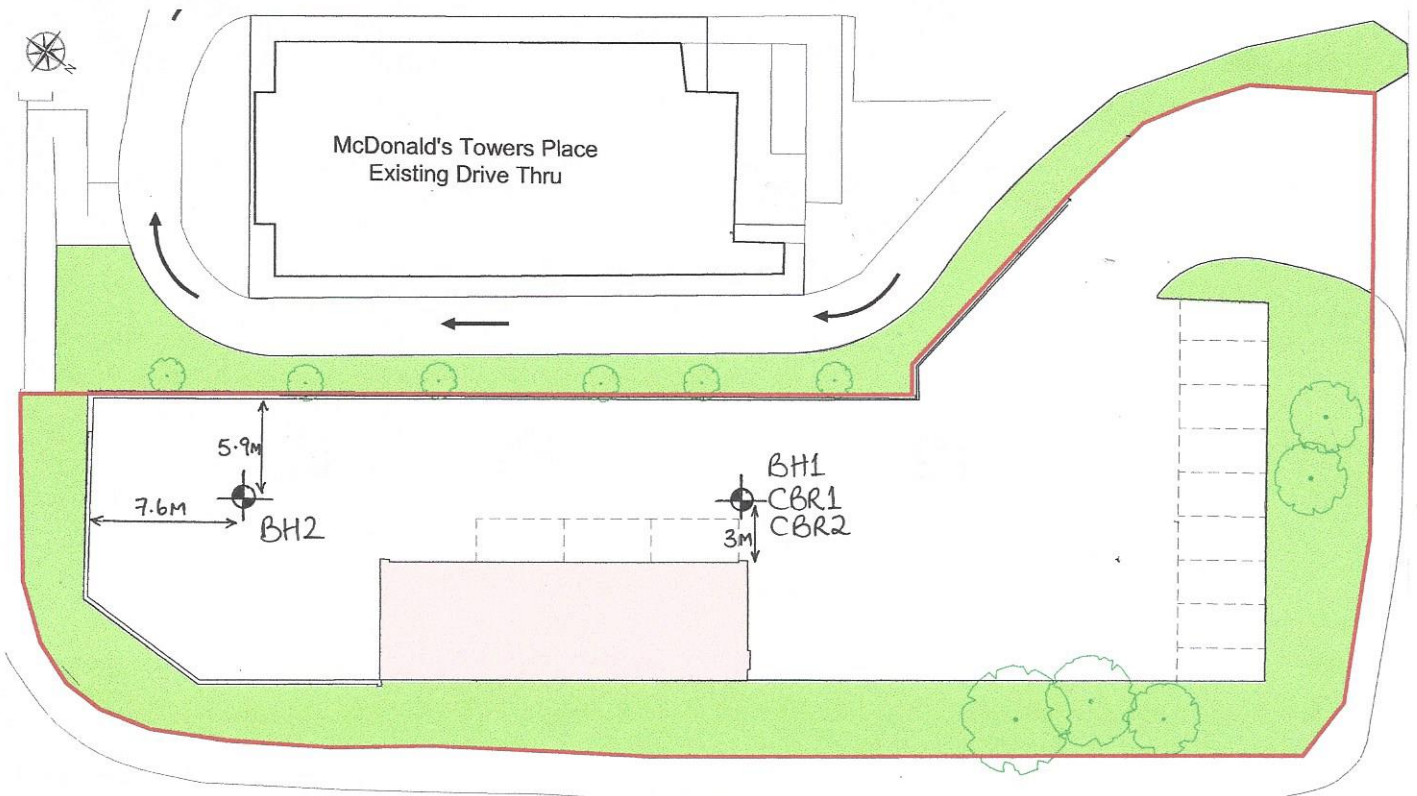 N
McDonald's Towers Place
Existing Drive Thru
5.9M
7.6M
BH2
BH1
CBR1
CBR2
3M